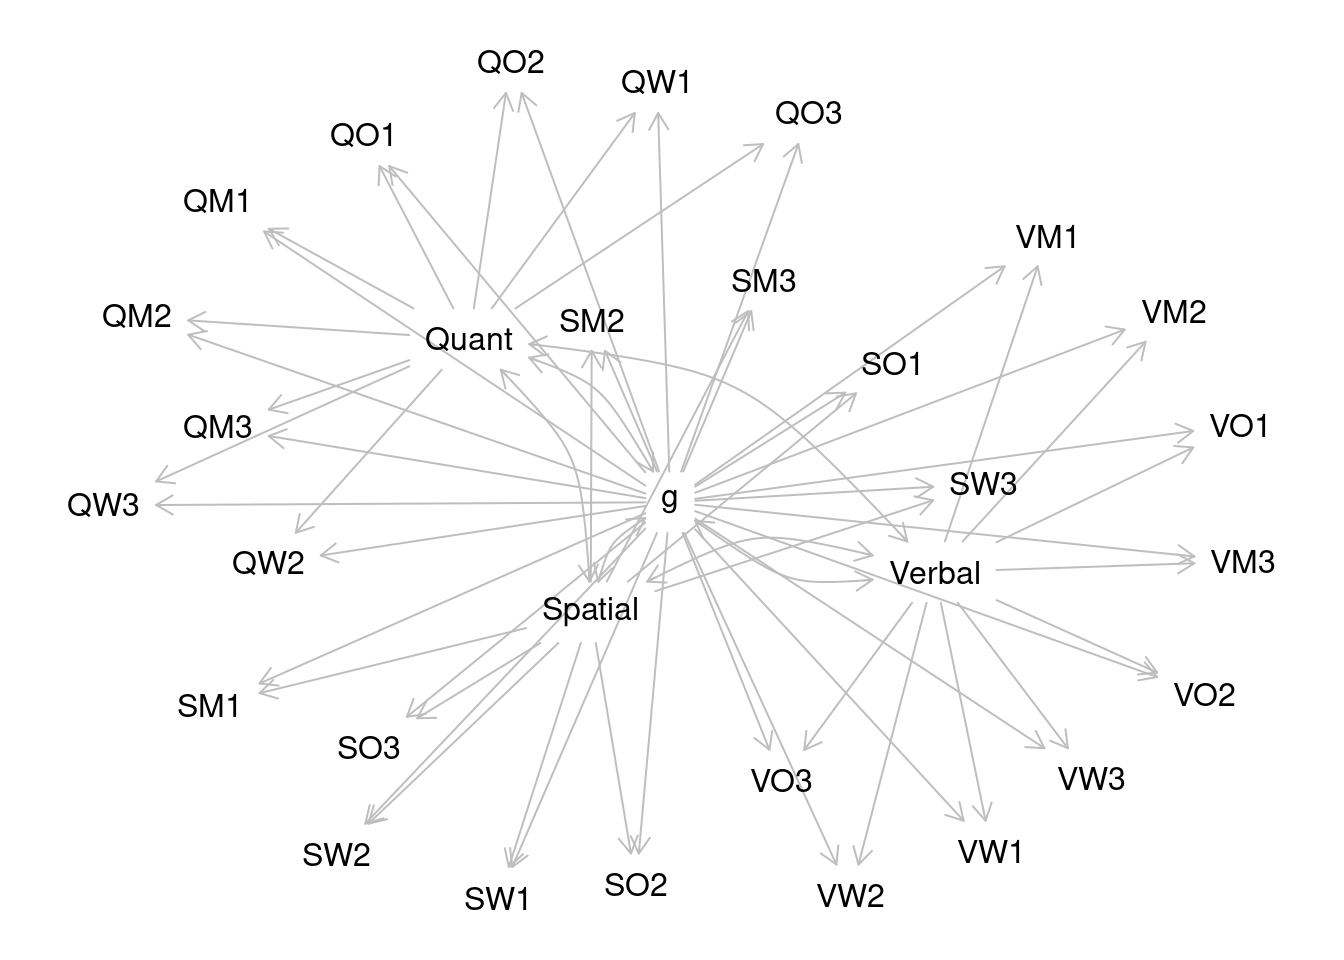 QO2
QW1
QO3
QO1
QM1
VM1
SM3
VM2
QM2
SM2
Quant
SO1
QM3
VO1
SW3
g
QW3
QW2
VM3
Verbal
Spatial
VO2
SM1
SO3
VO3
VW3
SW2
VW1
SO2
VW2
SW1